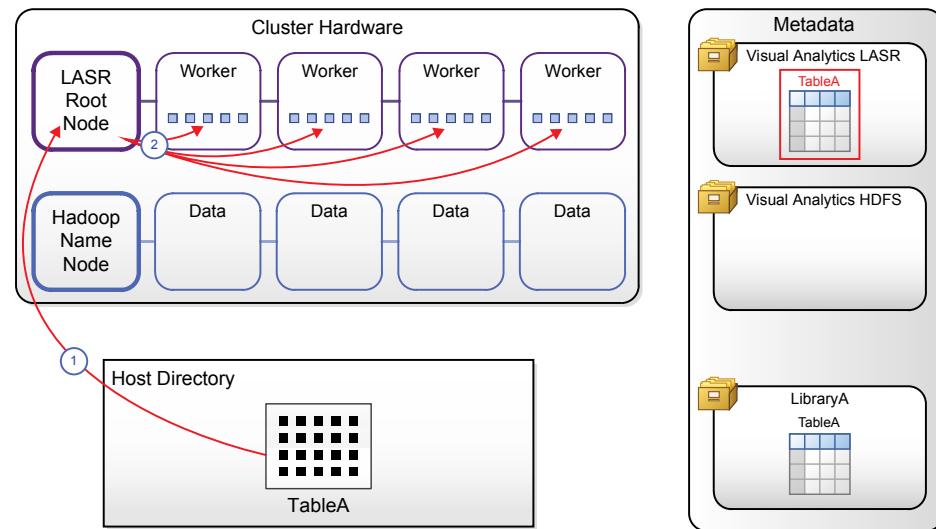 Cluster Hardware
LASR
Root
Node
Worker
Worker
Worker
Worker
2
Hadoop
Name
Node
Data
Data
Data
Data
1
Host Directory
TableA
Metadata
Visual Analytics LASR
TableA
Visual Analytics HDFS
LibraryA
TableA